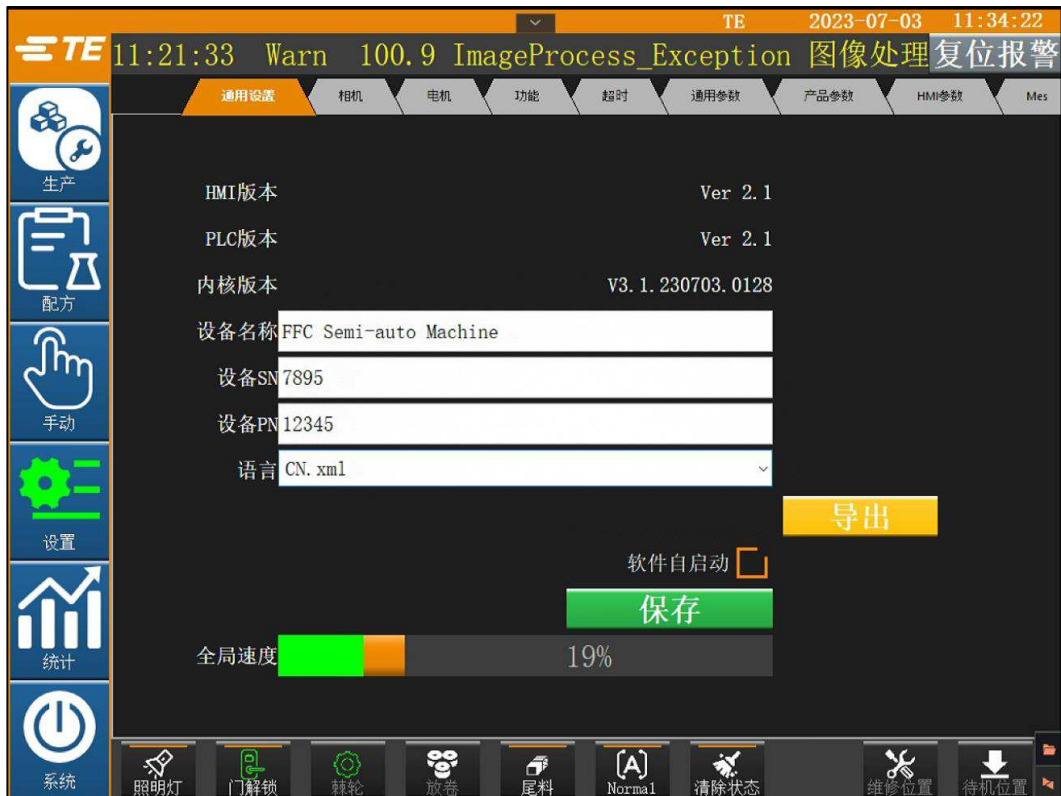 TE 2023-07-03 11:34:22
TE
11:21:33 Warn 100.9 ImageProcess_Exception 图像处理
复位报警
通用设置 相机 电机 功能 超时 通用参数 产品参数 HMI参数 Mes
生产
配方
手动
设置
统计
系统
HMI版本 Ver 2.1
PLC版本 Ver 2.1
内核版本 V3.1.230703.0128
设备名称 FFC Semi-auto Machine
设备SN 7895
设备PN 12345
语言 CN.xml
导出
软件自启动
保存
全局速度 19%
照明灯 门解锁 棘轮 放卷 尾料 Normal 清除状态 维修位置 待机位置